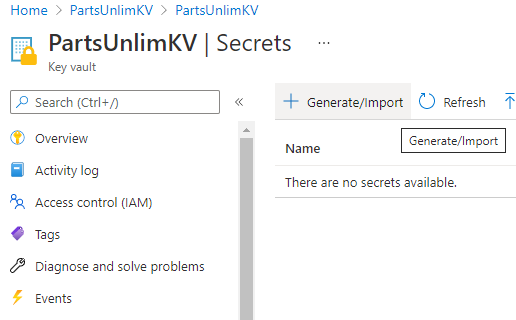 Home > PartsUnlimKV > PartsUnlimKV
PartsUnlimKV | Secrets ...
Key vault
Search (Ctrl+/) «
+ Generate/Import Refresh
Generate/Import
Name
There are no secrets available.
Overview
Activity log
Access control (IAM)
Tags
Diagnose and solve problems
Events